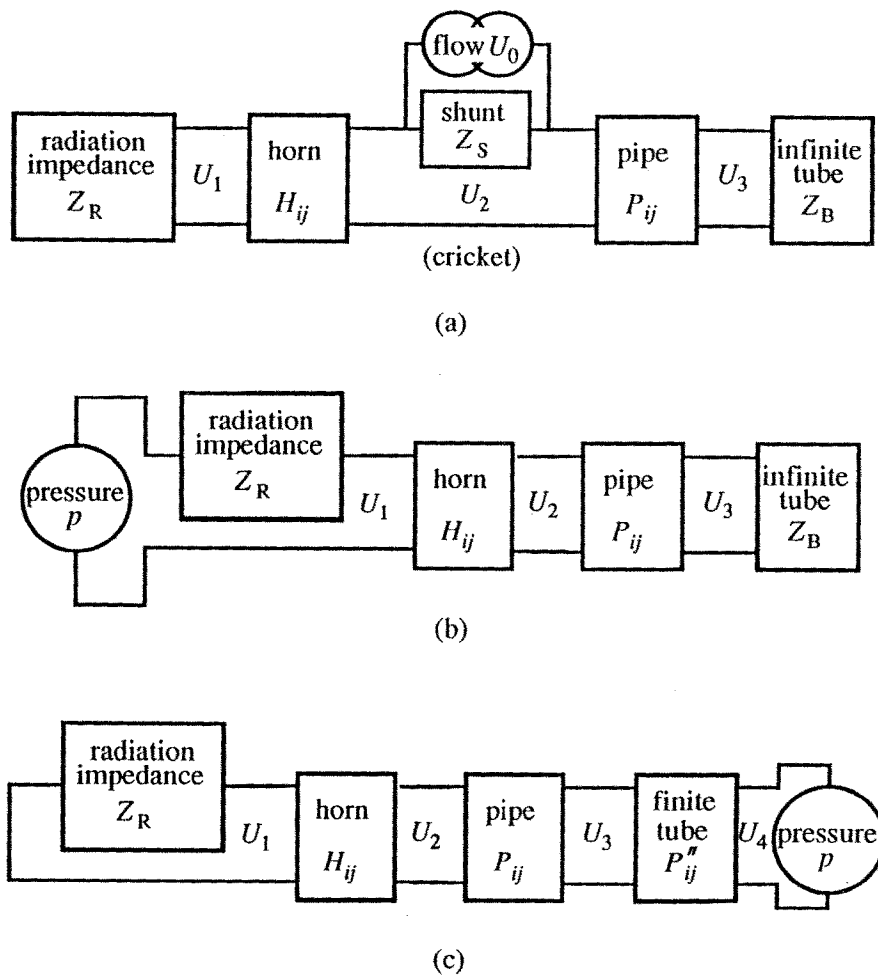 flow U0
shunt
ZS
radiation
impedance
ZR
U1
horn
Hij
U2
pipe
Pij
U3
infinite
tube
ZB
(cricket)
(a)
pressure
p
radiation
impedance
ZR
U1
horn
Hij
U2
pipe
Pij
U3
infinite
tube
ZB
(b)
radiation
impedance
ZR
U1
horn
Hij
U2
pipe
Pij
U3
finite
tube
P″ij
U4
pressure
p
(c)